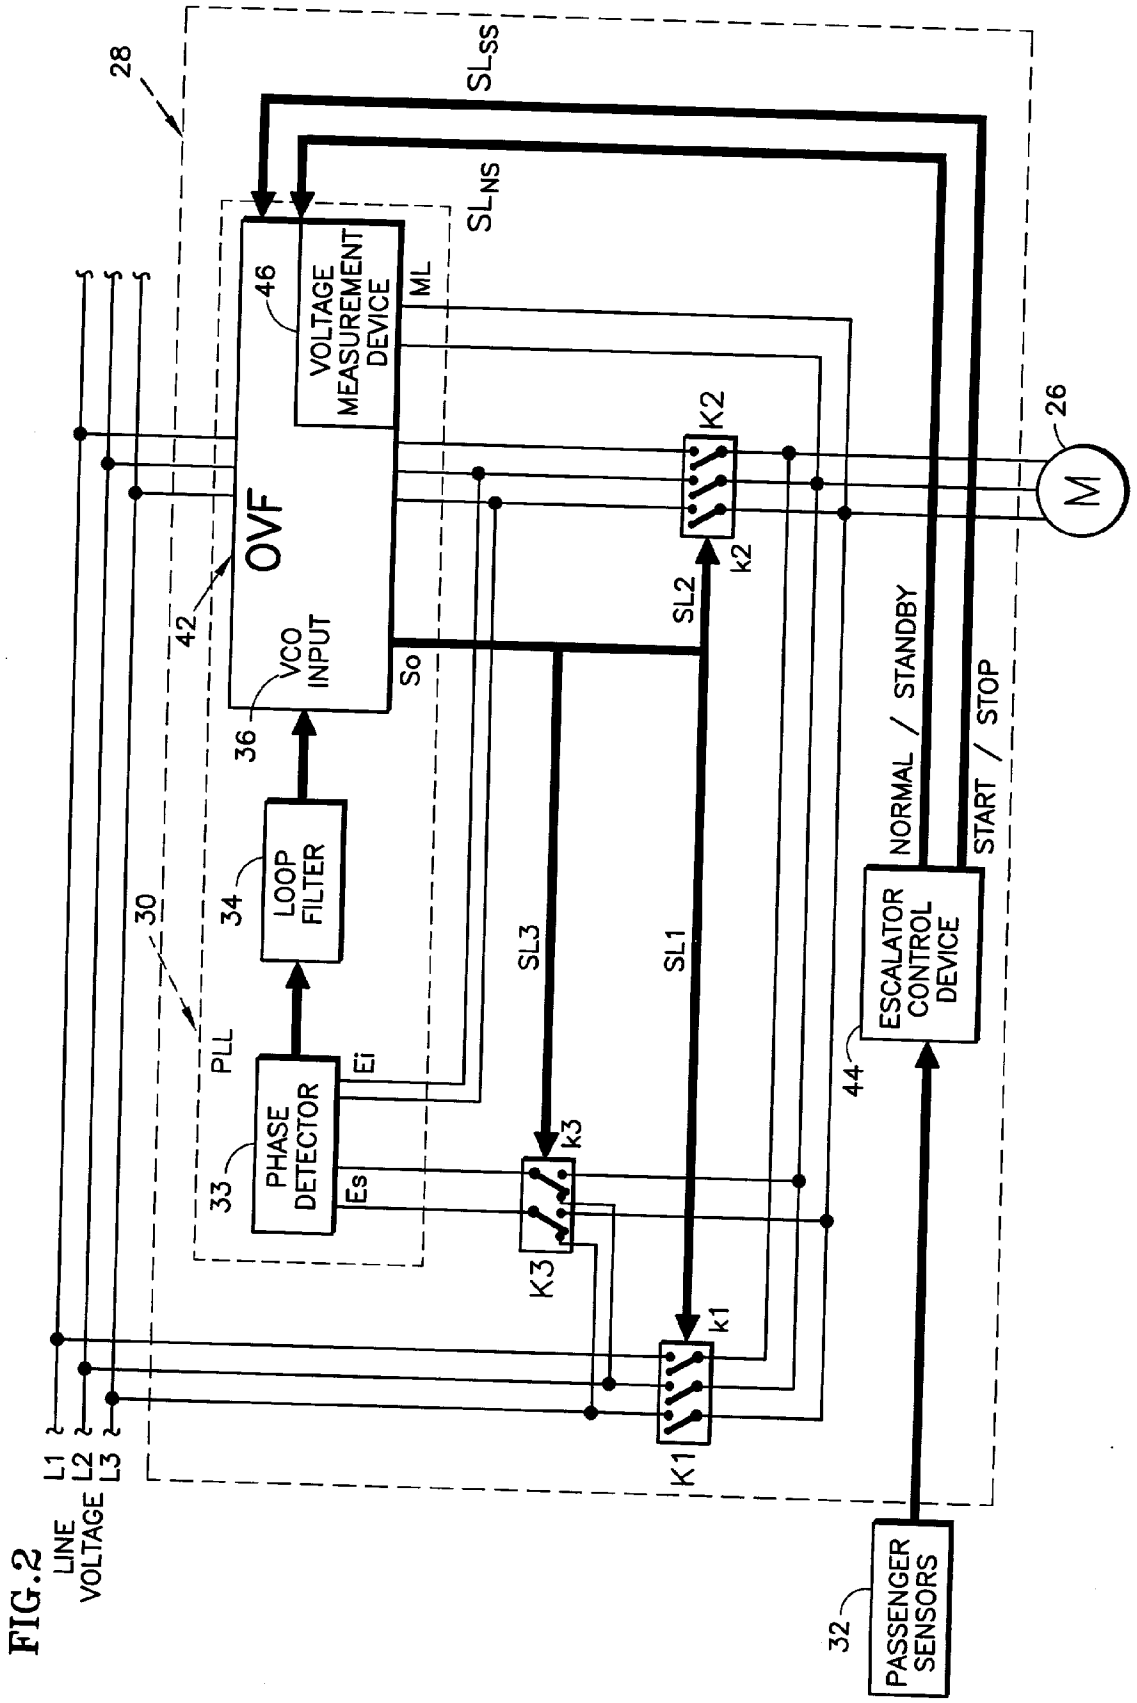 FIG.2
LINE
VOLTAGE
L1
L2
L3
28
30
PLL
33
PHASE
DETECTOR
Es
Ei
34
LOOP
FILTER
36
VCO
INPUT
42
OVF
46
VOLTAGE
MEASUREMENT
DEVICE
So
ML
SLNS
SLSS
K3
k3
SL3
K1
k1
SL1
SL2
K2
k2
26
M
32
PASSENGER
SENSORS
44
ESCALATOR
CONTROL
DEVICE
NORMAL / STANDBY
START / STOP